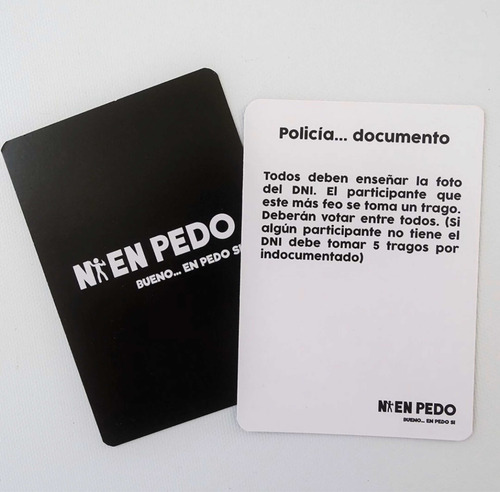 NI EN PEDO
BUENO... EN PEDO SI
Policía... documento
Todos deben enseñar la foto
del DNI. El participante que
este más feo se toma un trago.
Deberán votar entre todos. (Si
algún participante no tiene el
DNI debe tomar 5 tragos por
indocumentado)
NI EN PEDO
BUENO... EN PEDO SI